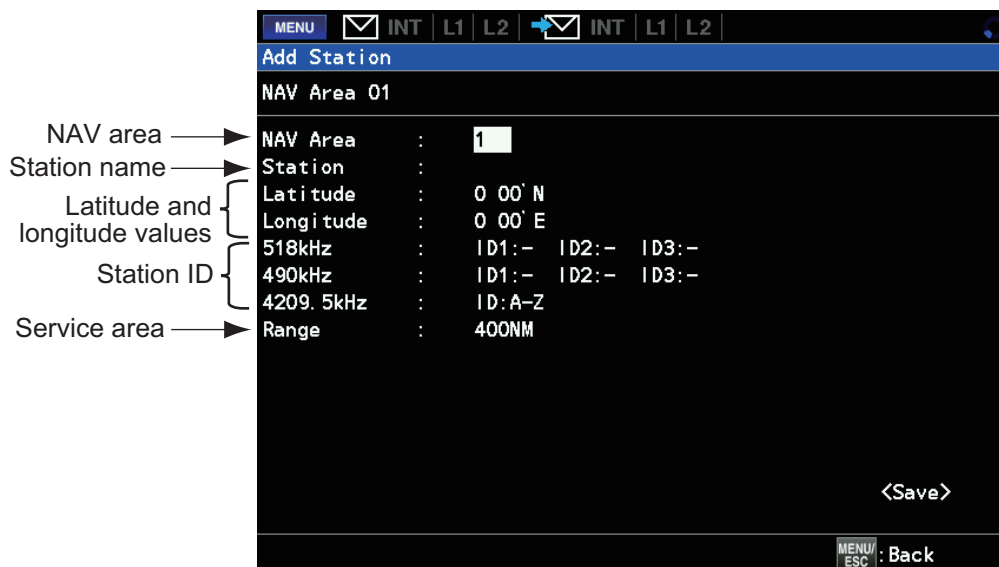 MENU INT L1 L2 INT L1 L2
Add Station
NAV Area 01
NAV area
NAV Area : 1
Station name
Station :
Latitude and
longitude values
Latitude : 0 00' N
Longitude : 0 00' E
Station ID
518kHz : ID1:– ID2:– ID3:–
490kHz : ID1:– ID2:– ID3:–
4209.5kHz : ID:A–Z
Service area
Range : 400NM
<Save>
MENU/
ESC : Back